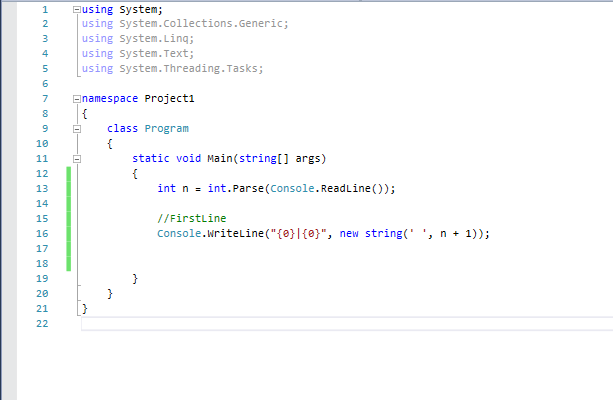 1 using System;
2 using System.Collections.Generic;
3 using System.Linq;
4 using System.Text;
5 using System.Threading.Tasks;
6
7 namespace Project1
8 {
9 class Program
10 {
11 static void Main(string[] args)
12 {
13 int n = int.Parse(Console.ReadLine());
14
15 //FirstLine
16 Console.WriteLine("{0}|{0}", new string(' ', n + 1));
17
18
19 }
20 }
21 }
22